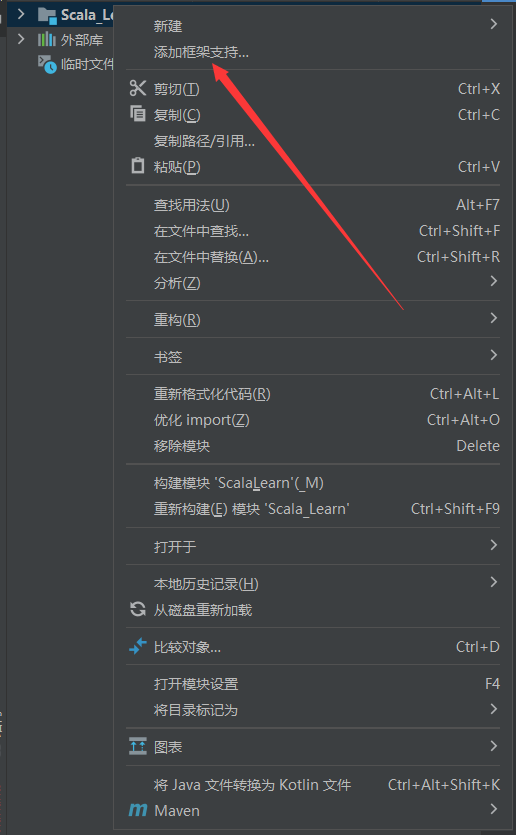 Scala_Le
外部库
临时文件
新建
添加框架支持...
剪切(T) Ctrl+X
复制(C) Ctrl+C
复制路径/引用...
粘贴(P) Ctrl+V
查找用法(U) Alt+F7
在文件中查找... Ctrl+Shift+F
在文件中替换(A)... Ctrl+Shift+R
分析(Z)
重构(R)
书签
重新格式化代码(R) Ctrl+Alt+L
优化 import(Z) Ctrl+Alt+O
移除模块 Delete
构建模块 'ScalaLearn'(_M)
重新构建(E) 模块 'Scala_Learn' Ctrl+Shift+F9
打开于
本地历史记录(H)
从磁盘重新加载
比较对象... Ctrl+D
打开模块设置 F4
将目录标记为
图表
将 Java 文件转换为 Kotlin 文件 Ctrl+Alt+Shift+K
Maven